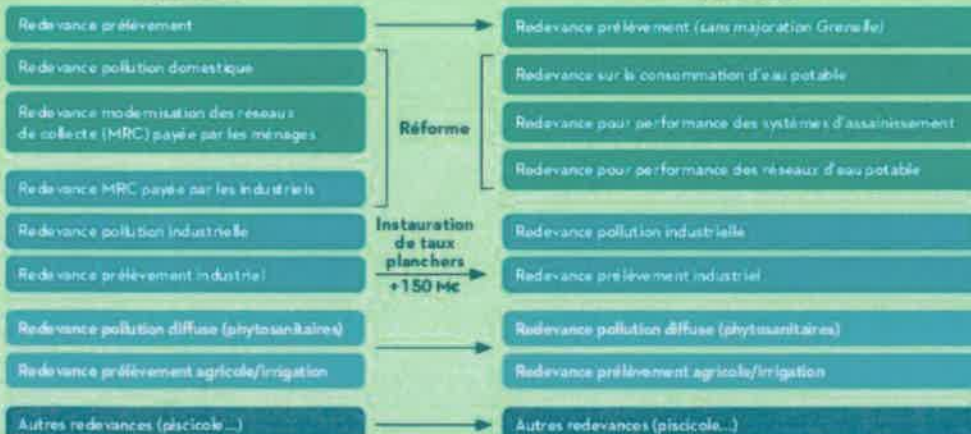 Redevance prélèvement
Redevance pollution domestique
Redevance modernisation des réseaux
de collecte (MRC) payée par les ménages
Redevance MRC payée par les industriels
Redevance pollution industrielle
Redevance prélèvement industriel
Redevance pollution diffuse (phytosanitaires)
Redevance prélèvement agricole/irrigation
Autres redevances (piscicole...)
Réforme
Instauration
de taux
planchers
+150 M€
Redevance prélèvement (sans majoration Grenelle)
Redevance sur la consommation d'eau potable
Redevance pour performance des systèmes d'assainissement
Redevance pour performance des réseaux d'eau potable
Redevance pollution industrielle
Redevance prélèvement industriel
Redevance pollution diffuse (phytosanitaires)
Redevance prélèvement agricole/irrigation
Autres redevances (piscicole...)